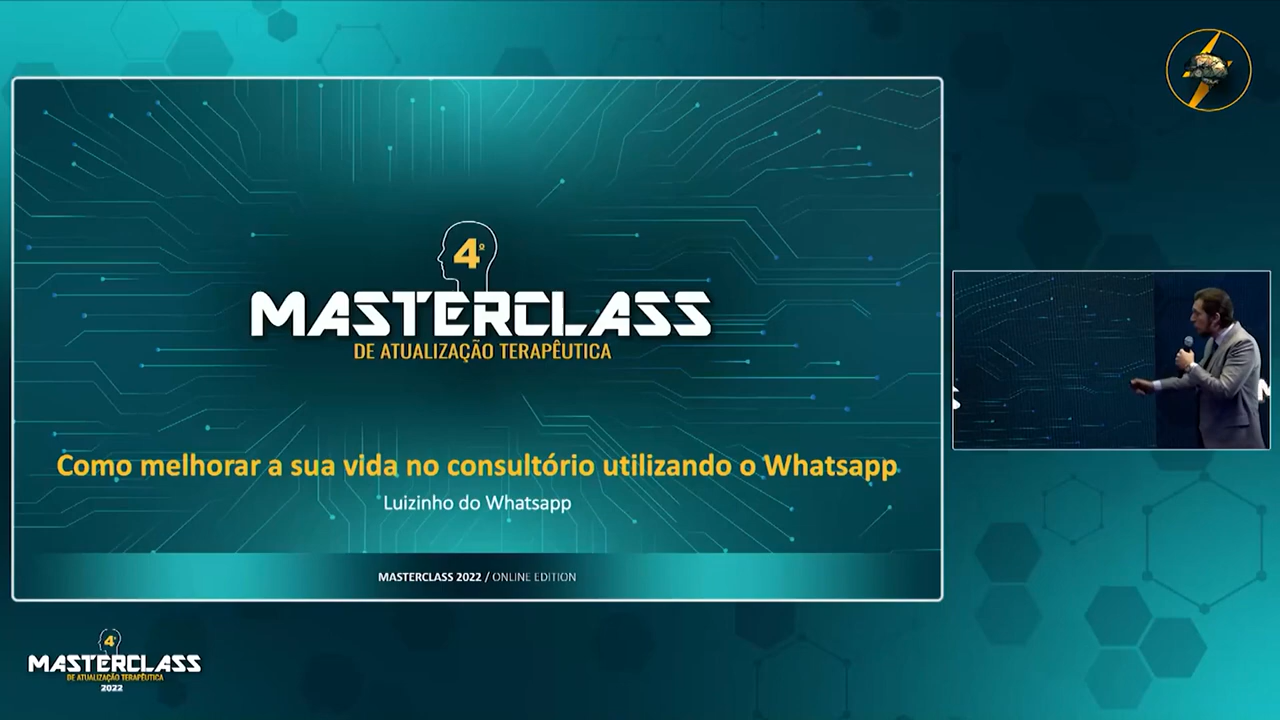 4º
MASTERCLASS
DE ATUALIZAÇÃO TERAPÊUTICA
Como melhorar a sua vida no consultório utilizando o Whatsapp
Luizinho do Whatsapp
MASTERCLASS 2022 / ONLINE EDITION
4º
MASTERCLASS
DE ATUALIZAÇÃO TERAPÊUTICA
2022